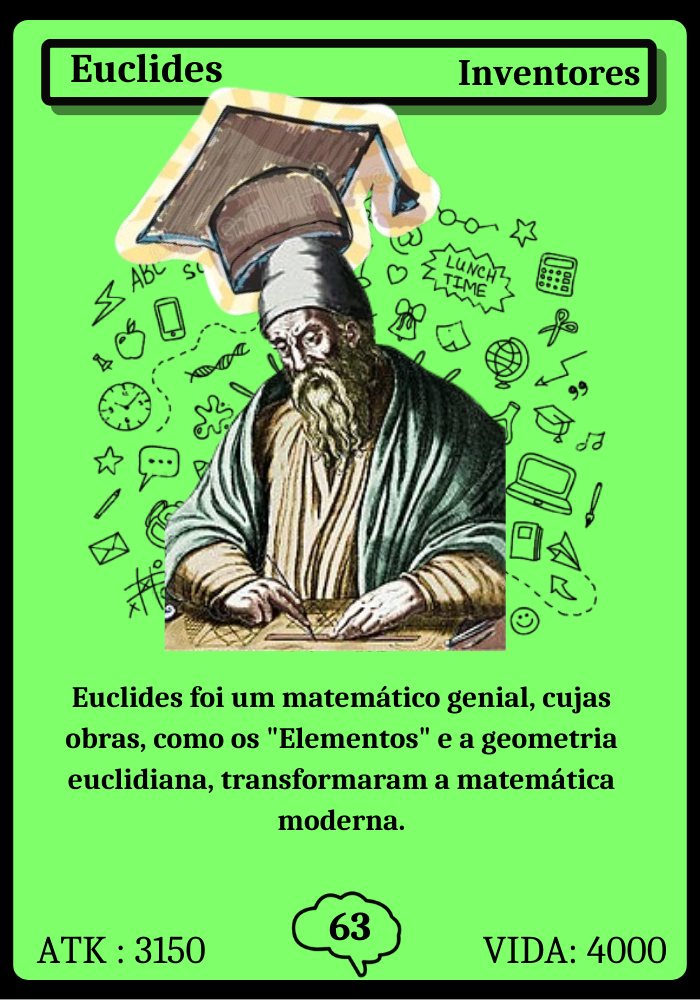 Euclides
Inventores
ABC
LUNCH
TIME
Euclides foi um matemático genial, cujas
obras, como os "Elementos" e a geometria
euclidiana, transformaram a matemática
moderna.
63
ATK : 3150
VIDA: 4000